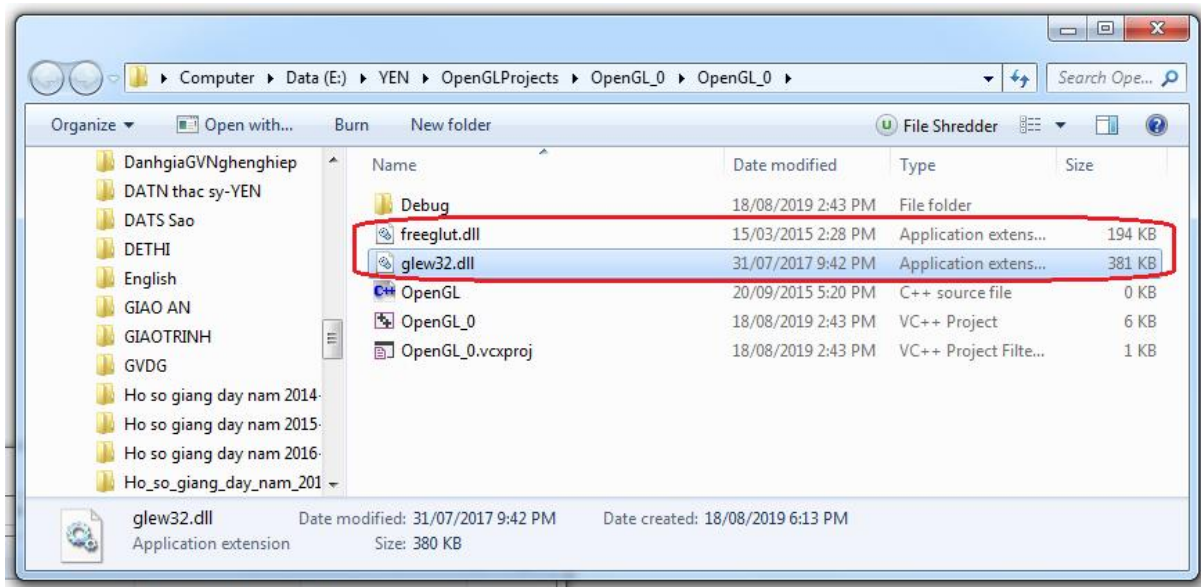 Computer ▸ Data (E:) ▸ YEN ▸ OpenGLProjects ▸ OpenGL_0 ▸ OpenGL_0 ▸
Search Ope...
Organize Open with... Burn New folder File Shredder
DanhgiaGVNghenghiep
DATN thac sy-YEN
DATS Sao
DETHI
English
GIAO AN
GIAOTRINH
GVDG
Ho so giang day nam 2014-
Ho so giang day nam 2015-
Ho so giang day nam 2016-
Ho_so_giang_day_nam_201
Name Date modified Type Size
Debug 18/08/2019 2:43 PM File folder
freeglut.dll 15/03/2015 2:28 PM Application extens... 194 KB
glew32.dll 31/07/2017 9:42 PM Application extens... 381 KB
OpenGL 20/09/2015 5:20 PM C++ source file 0 KB
OpenGL_0 18/08/2019 2:43 PM VC++ Project 6 KB
OpenGL_0.vcxproj 18/08/2019 2:43 PM VC++ Project Filte... 1 KB
glew32.dll Date modified: 31/07/2017 9:42 PM Date created: 18/08/2019 6:13 PM
Application extension Size: 380 KB